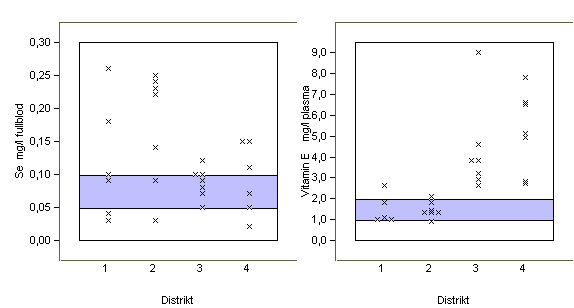 Se mg/l fullblod
0,30
0,25
0,20
0,15
0,10
0,05
0,00
1 2 3 4
Distrikt
Vitamin E mg/l plasma
9,0
8,0
7,0
6,0
5,0
4,0
3,0
2,0
1,0
0,0
1 2 3 4
Distrikt